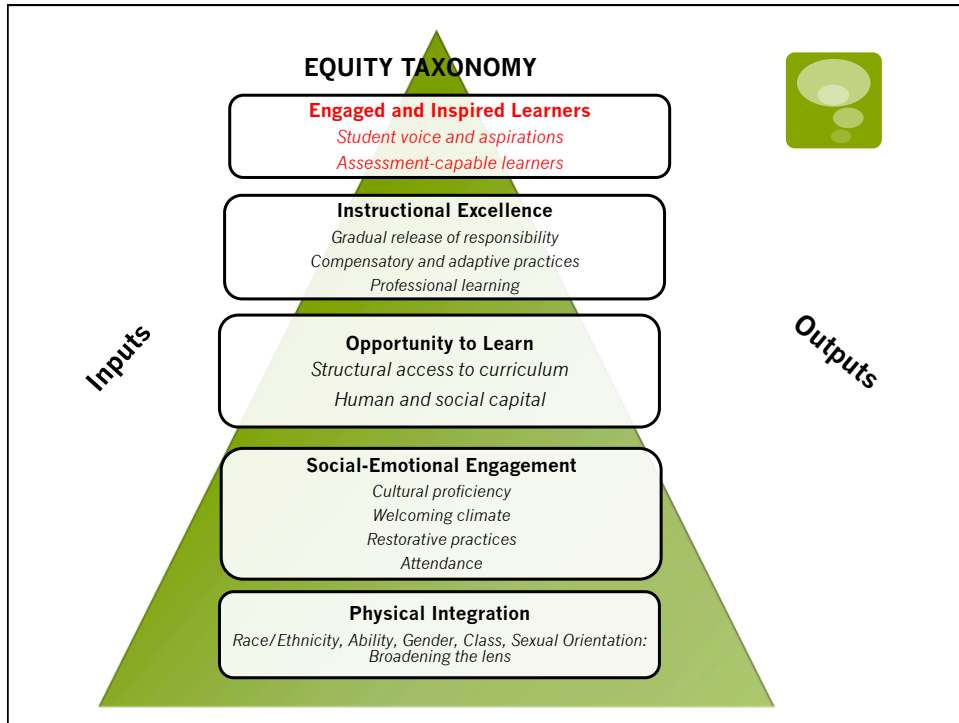 EQUITY TAXONOMY
Engaged and Inspired Learners
Student voice and aspirations
Assessment-capable learners
Instructional Excellence
Gradual release of responsibility
Compensatory and adaptive practices
Professional learning
Inputs
Outputs
Opportunity to Learn
Structural access to curriculum
Human and social capital
Social-Emotional Engagement
Cultural proficiency
Welcoming climate
Restorative practices
Attendance
Physical Integration
Race/Ethnicity, Ability, Gender, Class, Sexual Orientation:
Broadening the lens